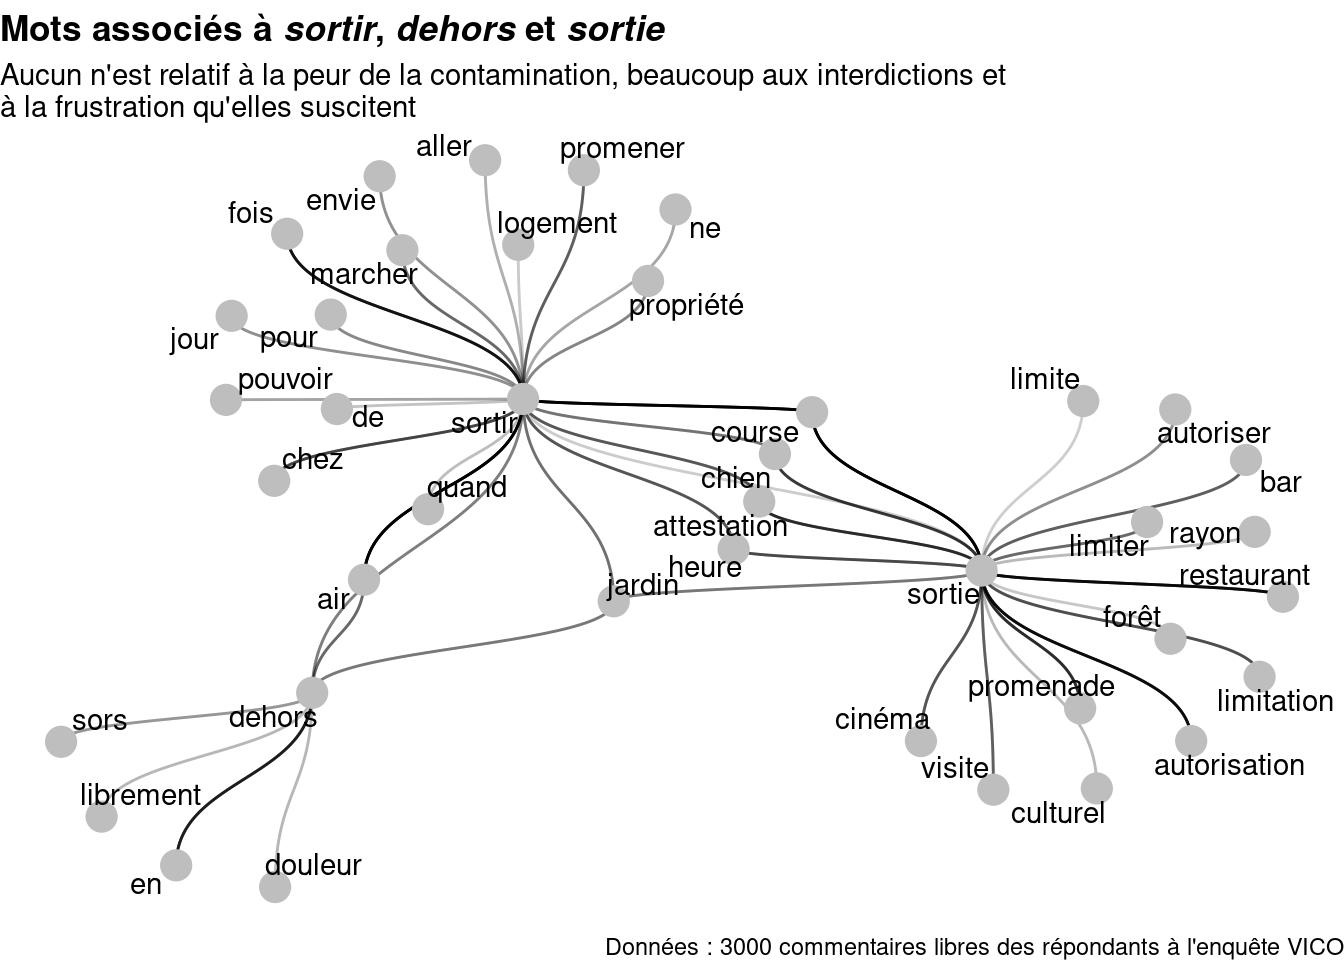 Mots associés à sortir, dehors et sortie
Aucun n'est relatif à la peur de la contamination, beaucoup aux interdictions et
à la frustration qu'elles suscitent
aller
promener
envie
fois
logement
ne
marcher
propriété
jour
pour
pouvoir
limite
de
sortir
course
autoriser
chez
quand
chien
bar
attestation
rayon
limiter
heure
restaurant
jardin
air
sortie
forêt
promenade
limitation
sors
dehors
cinéma
visite
autorisation
librement
culturel
douleur
en
Données : 3000 commentaires libres des répondants à l'enquête VICO